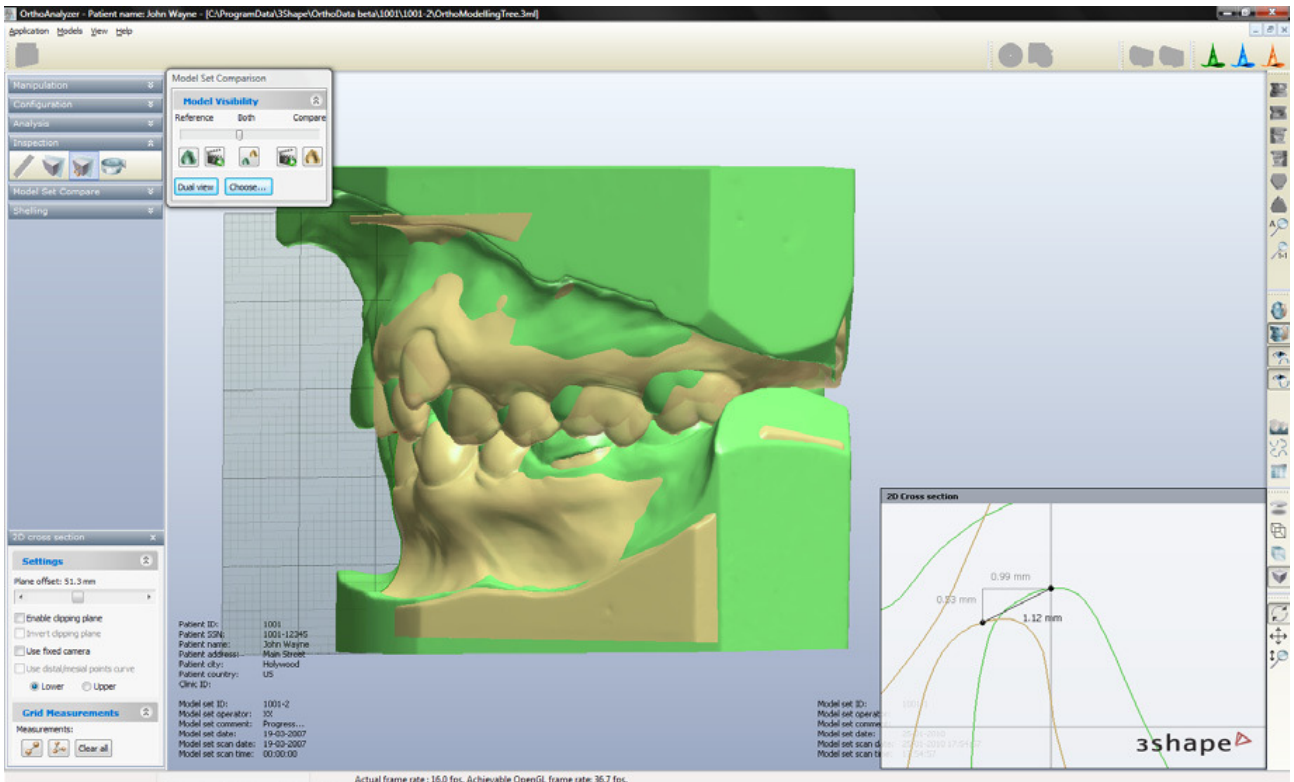 OrthoAnalyzer - Patient name: John Wayne - [C:\ProgramData\3Shape\OrthoData beta\1001\1001-2\OrthoModellingTree.3ml]
Application Models View Help
Manipulation
Configuration
Analysis
Inspection
Model Set Compare
Shelling
Model Set Comparison
Model Visibility
Reference Both Compare
Dual view Choose...
2D cross section x
Settings
Plane offset: 51.3 mm
Enable clipping plane
Invert clipping plane
Use fixed camera
Use distal/mesial points curve
Lower Upper
Grid Measurements
Measurements:
Clear all
Patient ID: 1001
Patient SSN: 1001-12345
Patient name: John Wayne
Patient address: Main Street
Patient city: Holywood
Patient country: US
Clinic ID:
Model set ID: 1001-2
Model set operator: XX
Model set comment: Progress...
Model set date: 19-03-2007
Model set scan date: 19-03-2007
Model set scan time: 00:00:00
Model set ID:
Model set operat
Model set comme
Model set date:
Model set scan da
Model set scan tim
2D Cross section
0.99 mm
0.53 mm
1.12 mm
3shape
Actual frame rate : 16.0 fps. Achievable OpenGL frame rate: 36.7 fps.